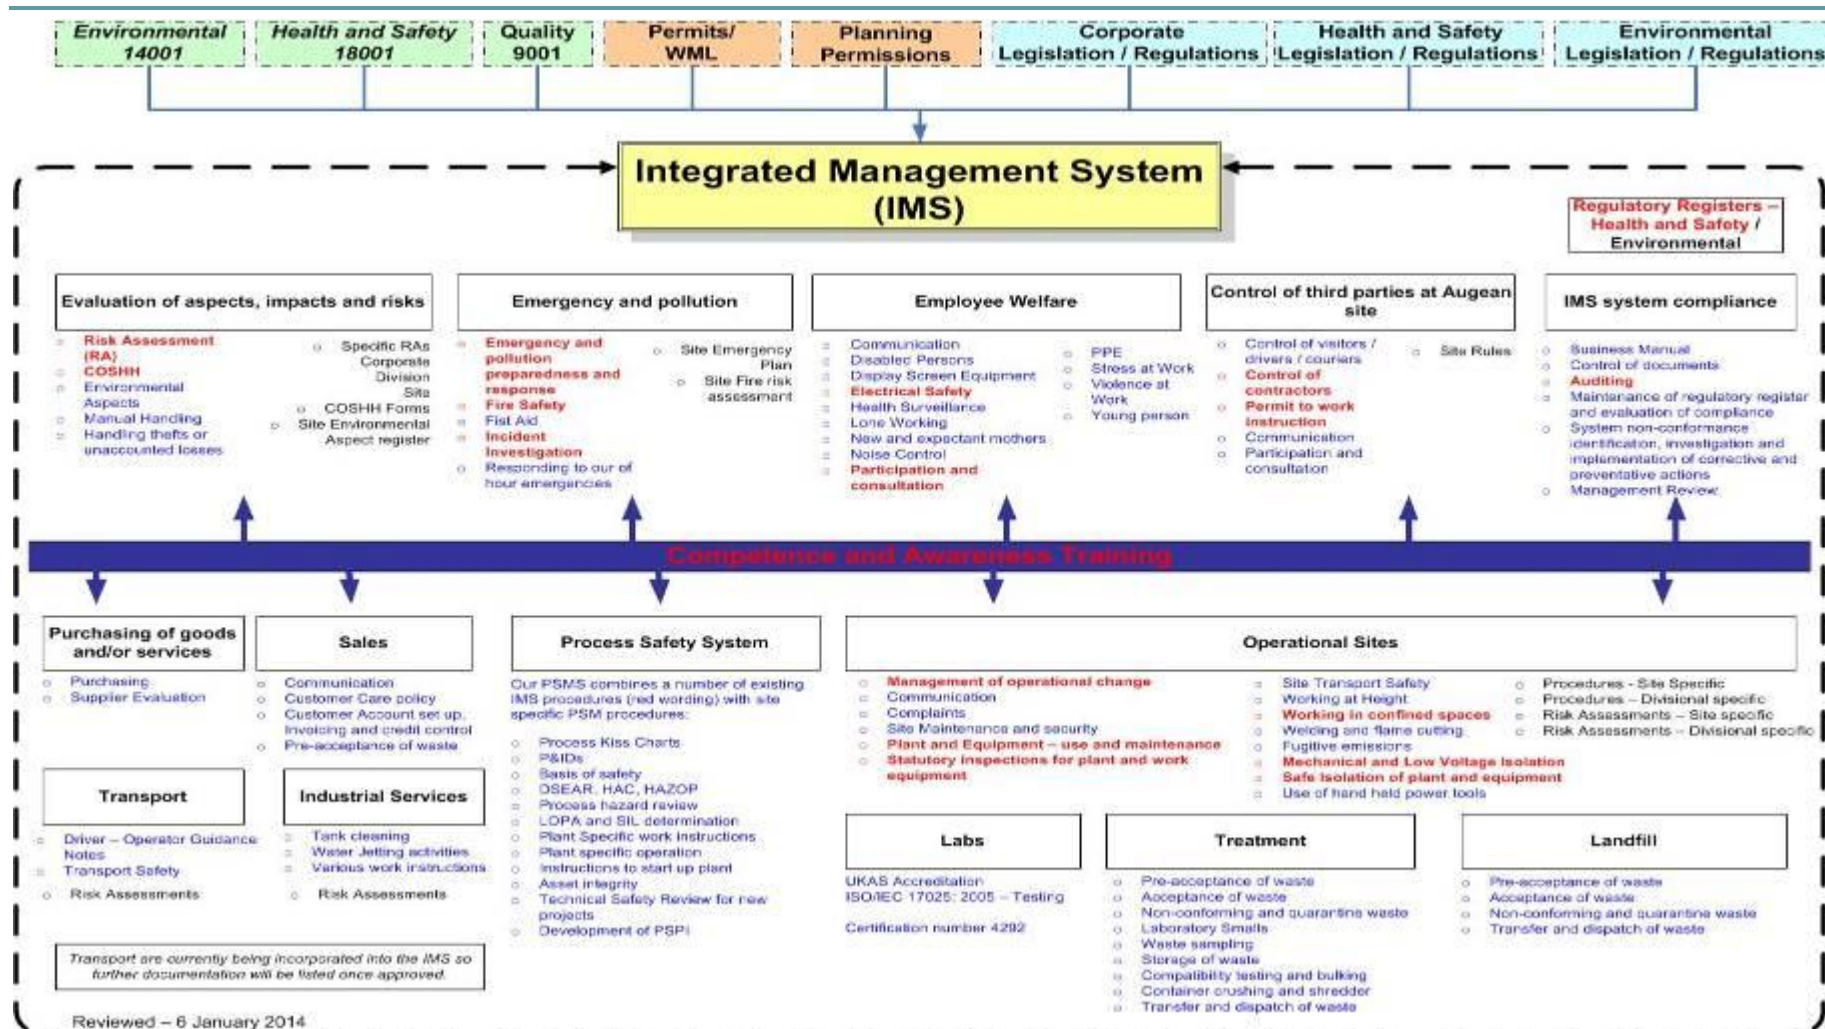 Environmental
14001
Health and Safety
18001
Quality
9001
Permits/
WML
Planning
Permissions
Corporate
Legislation / Regulations
Health and Safety
Legislation / Regulations
Environmental
Legislation / Regulations
Integrated Management System
(IMS)
Regulatory Registers –
Health and Safety /
Environmental
Evaluation of aspects, impacts and risks
Risk Assessment
(RA)
COSHH
Environmental
Aspects
Manual Handling
Handling thefts or
unaccounted losses
Specific RAs
Corporate
Division
Site
COSHH Forms
Site Environmental
Aspect register
Emergency and pollution
Emergency and
pollution
preparedness and
response
Fire Safety
Fist Aid
Incident
Investigation
Responding to our of
hour emergencies
Site Emergency
Plan
Site Fire risk
assessment
Employee Welfare
Communication
Disabled Persons
Display Screen Equipment
Electrical Safety
Health Surveillance
Lone Working
New and expectant mothers
Noise Control
Participation and
consultation
PPE
Stress at Work
Violence at
Work
Young person
Control of third parties at Augean
site
Control of visitors /
drivers / couriers
Control of
contractors
Permit to work
instruction
Communication
Participation and
consultation
Site Rules
IMS system compliance
Business Manual
Control of documents
Auditing
Maintenance of regulatory register
and evaluation of compliance
System non-conformance
identification, investigation and
implementation of corrective and
preventative actions
Management Review
Competence and Awareness Training
Purchasing of goods
and/or services
Purchasing
Supplier Evaluation
Sales
Communication
Customer Care policy
Customer Account set up,
Invoicing and credit control
Pre-acceptance of waste
Transport
Driver – Operator Guidance
Notes
Transport Safety
Risk Assessments
Industrial Services
Tank cleaning
Water Jetting activities
Various work instructions
Risk Assessments
Transport are currently being incorporated into the IMS so
further documentation will be listed once approved.
Reviewed – 6 January 2014
Process Safety System
Our PSMS combines a number of existing
IMS procedures (red wording) with site
specific PSM procedures:
Process Kiss Charts
P&IDs
Basis of safety
DSEAR, HAC, HAZOP
Process hazard review
LOPA and SIL determination
Plant Specific work instructions
Plant specific operation
Instructions to start up plant
Asset integrity
Technical Safety Review for new
projects
Development of PSPI
Operational Sites
Management of operational change
Communication
Complaints
Site Maintenance and security
Plant and Equipment – use and maintenance
Statutory inspections for plant and work
equipment
Site Transport Safety
Working at Height
Working in confined spaces
Welding and flame cutting
Fugitive emissions
Mechanical and Low Voltage Isolation
Safe Isolation of plant and equipment
Use of hand held power tools
Procedures - Site Specific
Procedures – Divisional specific
Risk Assessments – Site specific
Risk Assessments – Divisional specific
Labs
UKAS Accreditation
ISO/IEC 17025: 2005 – Testing
Certification number 4292
Treatment
Pre-acceptance of waste
Acceptance of waste
Non-conforming and quarantine waste
Laboratory Smalls
Waste sampling
Storage of waste
Compatibility testing and bulking
Container crushing and shredder
Transfer and dispatch of waste
Landfill
Pre-acceptance of waste
Acceptance of waste
Non-conforming and quarantine waste
Transfer and dispatch of waste